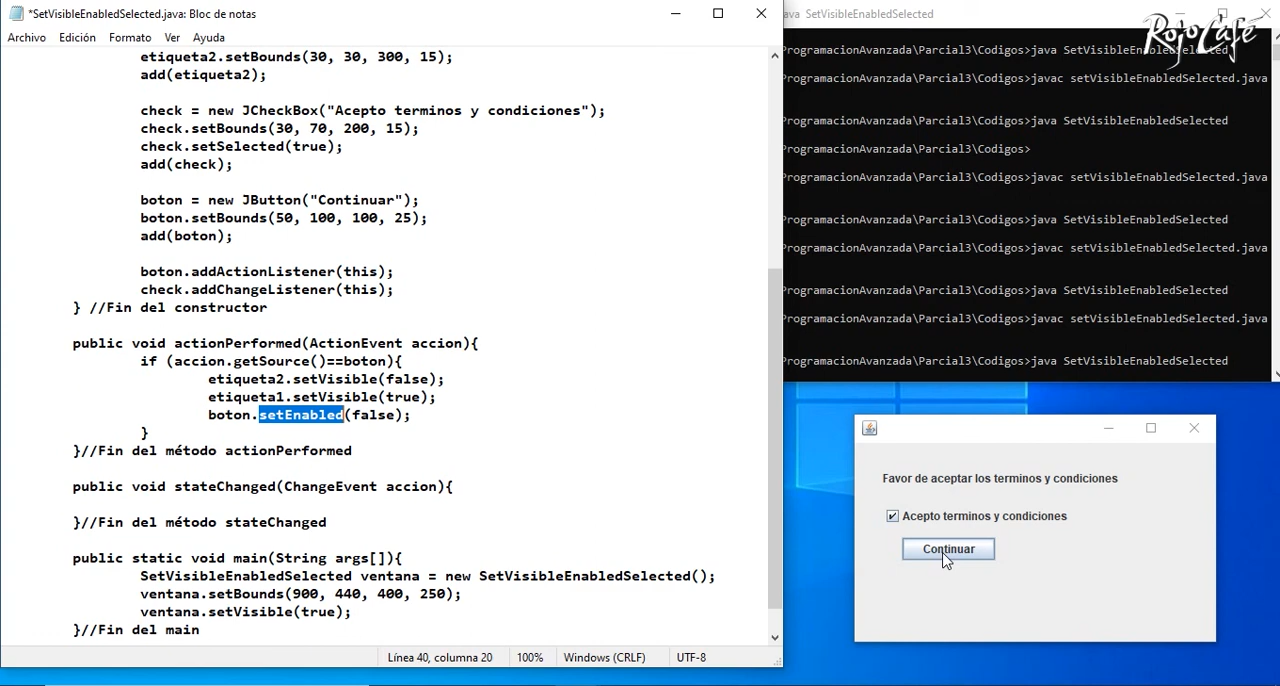 *SetVisibleEnabledSelected.java: Bloc de notas
Archivo Edición Formato Ver Ayuda
etiqueta2.setBounds(30, 30, 300, 15);
add(etiqueta2);
check = new JCheckBox("Acepto terminos y condiciones");
check.setBounds(30, 70, 200, 15);
check.setSelected(true);
add(check);
boton = new JButton("Continuar");
boton.setBounds(50, 100, 100, 25);
add(boton);
boton.addActionListener(this);
check.addChangeListener(this);
} //Fin del constructor
public void actionPerformed(ActionEvent accion){
if (accion.getSource()==boton){
etiqueta2.setVisible(false);
etiqueta1.setVisible(true);
boton.setEnabled(false);
}
}//Fin del método actionPerformed
public void stateChanged(ChangeEvent accion){
}//Fin del método stateChanged
public static void main(String args[]){
SetVisibleEnabledSelected ventana = new SetVisibleEnabledSelected();
ventana.setBounds(900, 440, 400, 250);
ventana.setVisible(true);
}//Fin del main
Línea 40, columna 20 100% Windows (CRLF) UTF-8
ava SetVisibleEnabledSelected
RojoCafé
ProgramacionAvanzada\Parcial3\Codigos>java SetVisibleEnabledSelected
ProgramacionAvanzada\Parcial3\Codigos>javac setVisibleEnabledSelected.java
ProgramacionAvanzada\Parcial3\Codigos>java SetVisibleEnabledSelected
ProgramacionAvanzada\Parcial3\Codigos>
ProgramacionAvanzada\Parcial3\Codigos>javac setVisibleEnabledSelected.java
ProgramacionAvanzada\Parcial3\Codigos>java SetVisibleEnabledSelected
ProgramacionAvanzada\Parcial3\Codigos>javac setVisibleEnabledSelected.java
ProgramacionAvanzada\Parcial3\Codigos>java SetVisibleEnabledSelected
ProgramacionAvanzada\Parcial3\Codigos>javac setVisibleEnabledSelected.java
ProgramacionAvanzada\Parcial3\Codigos>java SetVisibleEnabledSelected
Favor de aceptar los terminos y condiciones
Acepto terminos y condiciones
Continuar